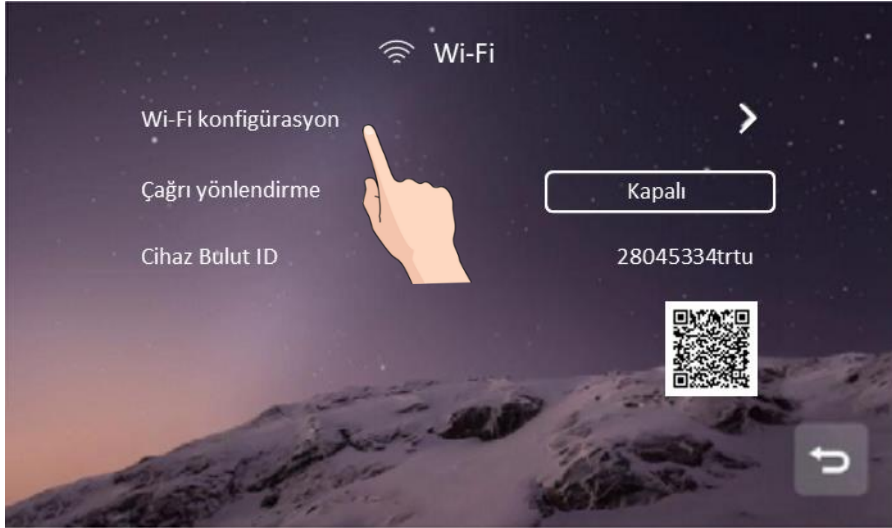 Wi-Fi
Wi-Fi konfigürasyon
Çağrı yönlendirme Kapalı
Cihaz Bulut ID 28045334trtu